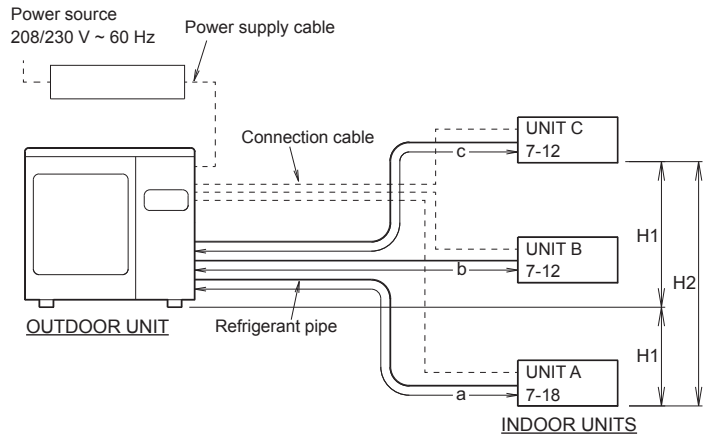 Power source
208/230 V ~ 60 Hz
Power supply cable
Connection cable
UNIT C
7-12
c
H1
UNIT B
7-12
b
H2
OUTDOOR UNIT
Refrigerant pipe
H1
UNIT A
7-18
a
INDOOR UNITS